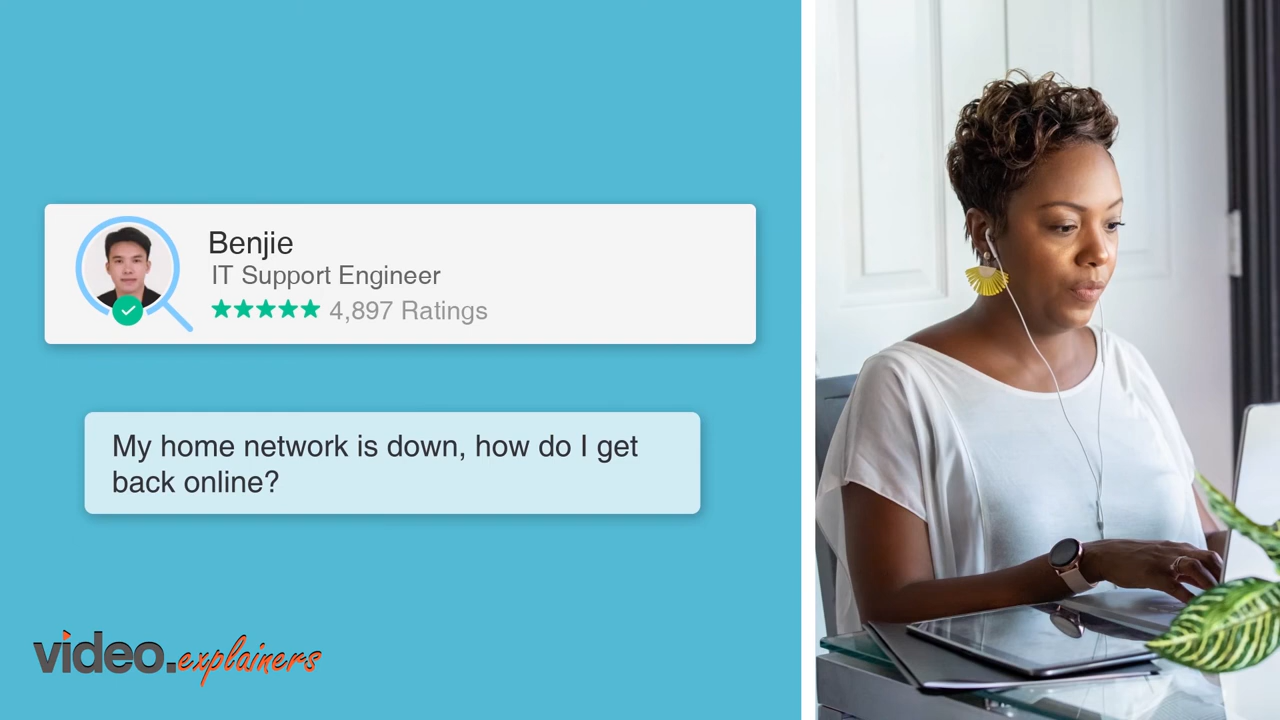 Benjie
IT Support Engineer
4,897 Ratings
My home network is down, how do I get
back online?
video.explainers